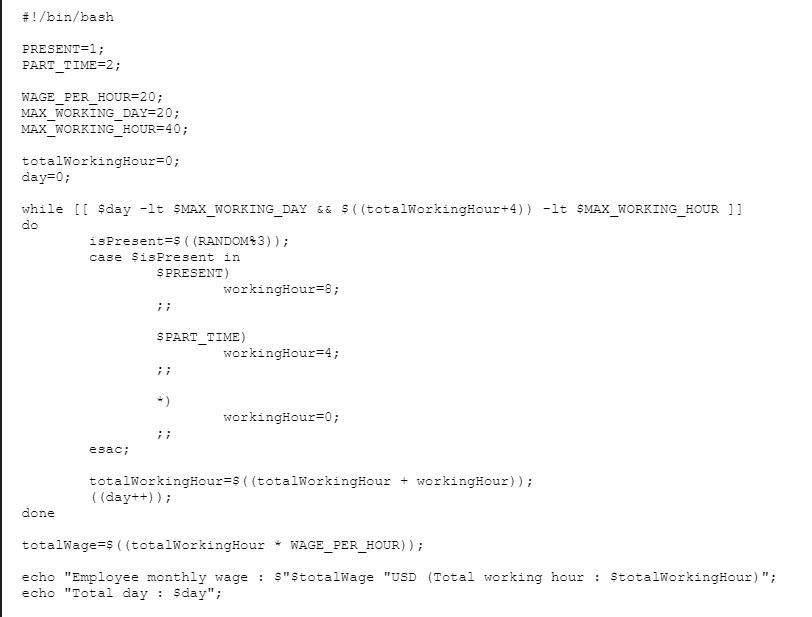 #!/bin/bash

PRESENT=1;
PART_TIME=2;

WAGE_PER_HOUR=20;
MAX_WORKING_DAY=20;
MAX_WORKING_HOUR=40;

totalWorkingHour=0;
day=0;

while [[ $day -lt $MAX_WORKING_DAY && $((totalWorkingHour+4)) -lt $MAX_WORKING_HOUR ]]
do
        isPresent=$((RANDOM%3));
        case $isPresent in
                $PRESENT)
                        workingHour=8;
                ;;

                $PART_TIME)
                        workingHour=4;
                ;;

                *)
                        workingHour=0;
                ;;
        esac;

        totalWorkingHour=$((totalWorkingHour + workingHour));
        ((day++));
done

totalWage=$((totalWorkingHour * WAGE_PER_HOUR));

echo "Employee monthly wage : $"$totalWage "USD (Total working hour : $totalWorkingHour)";
echo "Total day : $day";